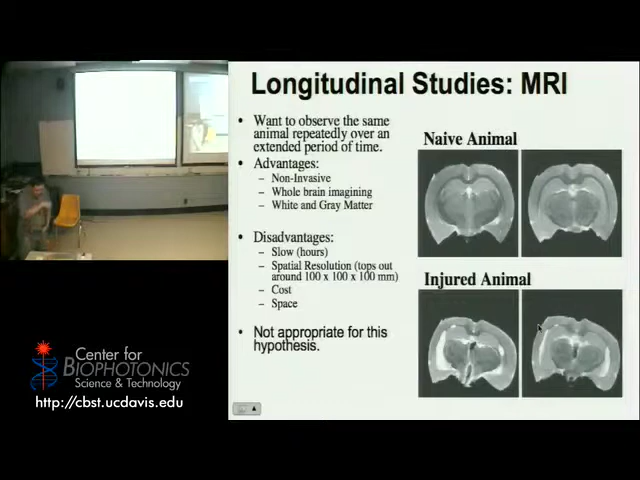 Longitudinal Studies: MRI
• Want to observe the same
animal repeatedly over an
extended period of time.
• Advantages:
– Non-Invasive
– Whole brain imagining
– White and Gray Matter
• Disadvantages:
– Slow (hours)
– Spatial Resolution (tops out
around 100 x 100 x 100 mm)
– Cost
– Space
• Not appropriate for this
hypothesis.
Naive Animal
Injured Animal
Center for
BIOPHOTONICS
Science & Technology
http://cbst.ucdavis.edu